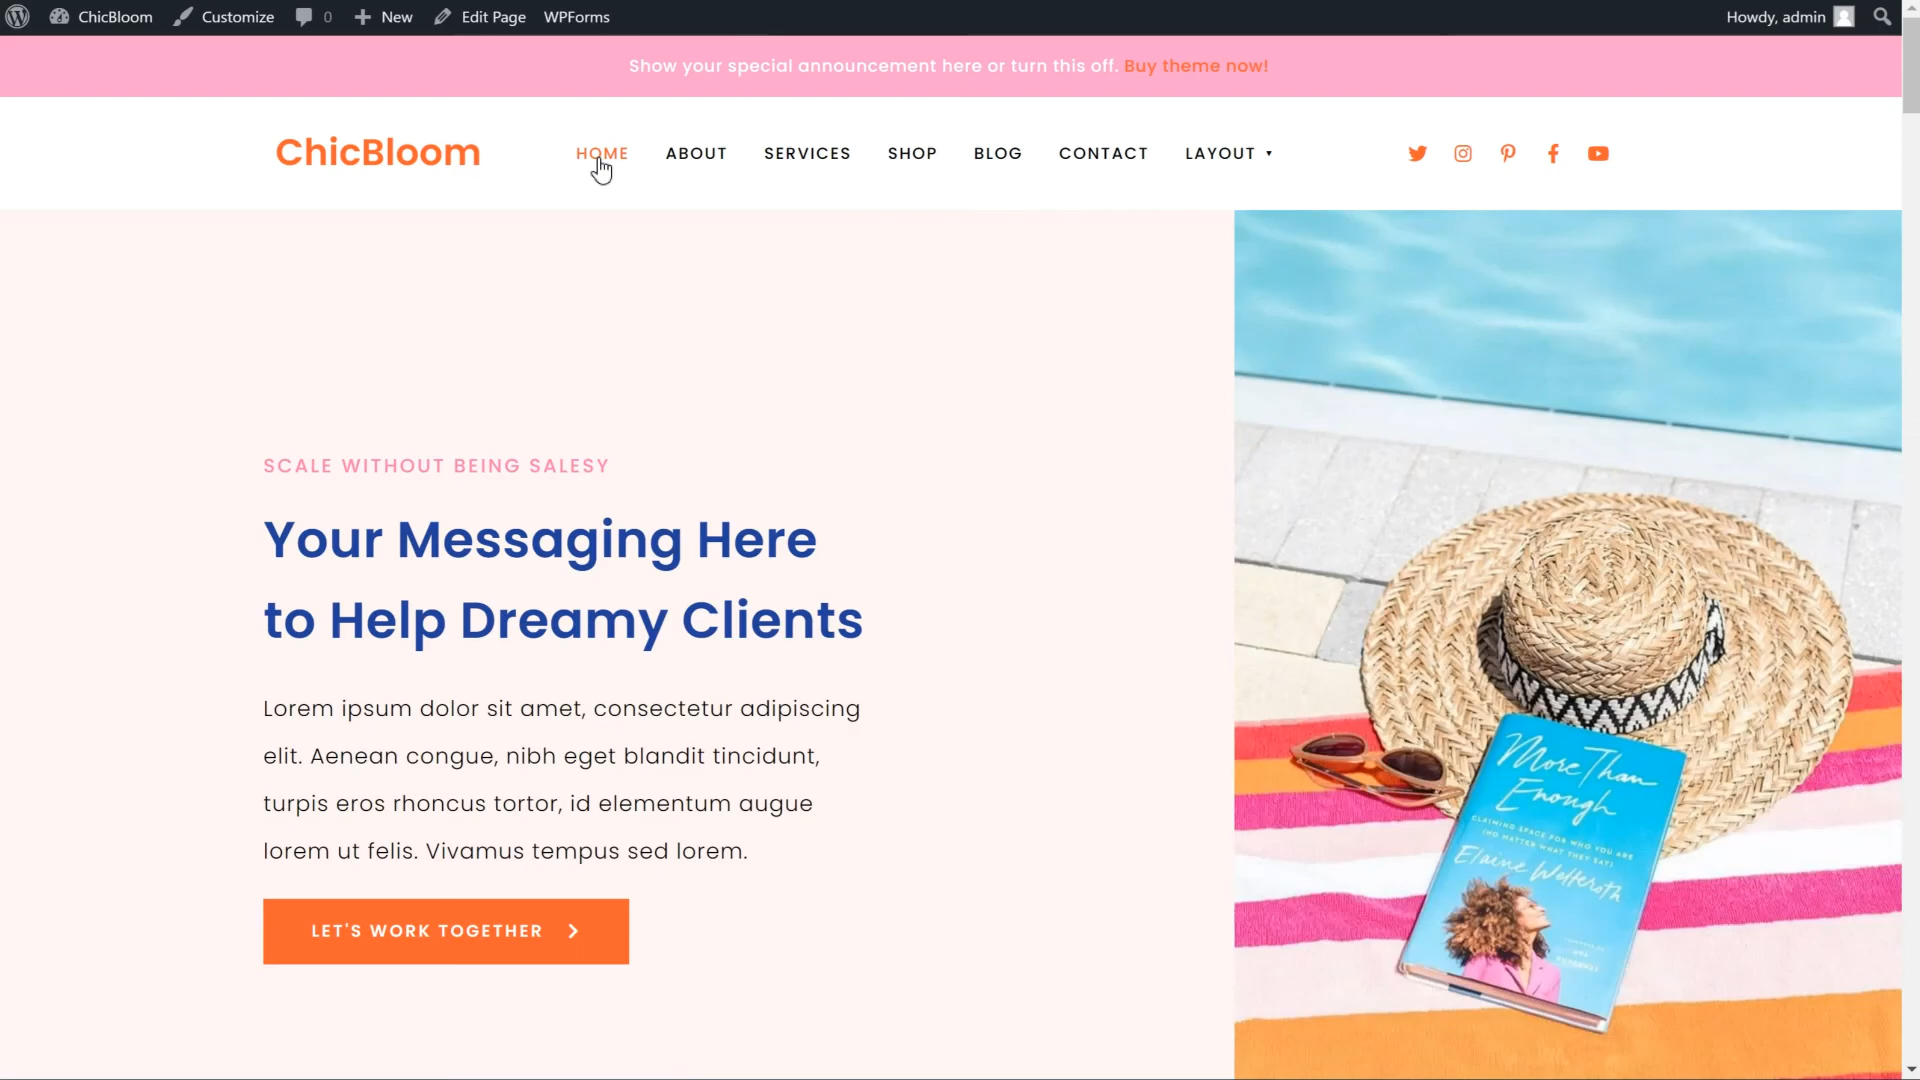 ChicBloom Customize 0 New Edit Page WPForms Howdy, admin
Show your special announcement here or turn this off. Buy theme now!
ChicBloom HOME ABOUT SERVICES SHOP BLOG CONTACT LAYOUT
SCALE WITHOUT BEING SALESY
Your Messaging Here
to Help Dreamy Clients
Lorem ipsum dolor sit amet, consectetur adipiscing
elit. Aenean congue, nibh eget blandit tincidunt,
turpis eros rhoncus tortor, id elementum augue
lorem ut felis. Vivamus tempus sed lorem.
LET'S WORK TOGETHER
More Than
Enough
CLAIMING SPACE FOR WHO YOU ARE
(NO MATTER WHAT THEY SAY)
Elaine Welteroth